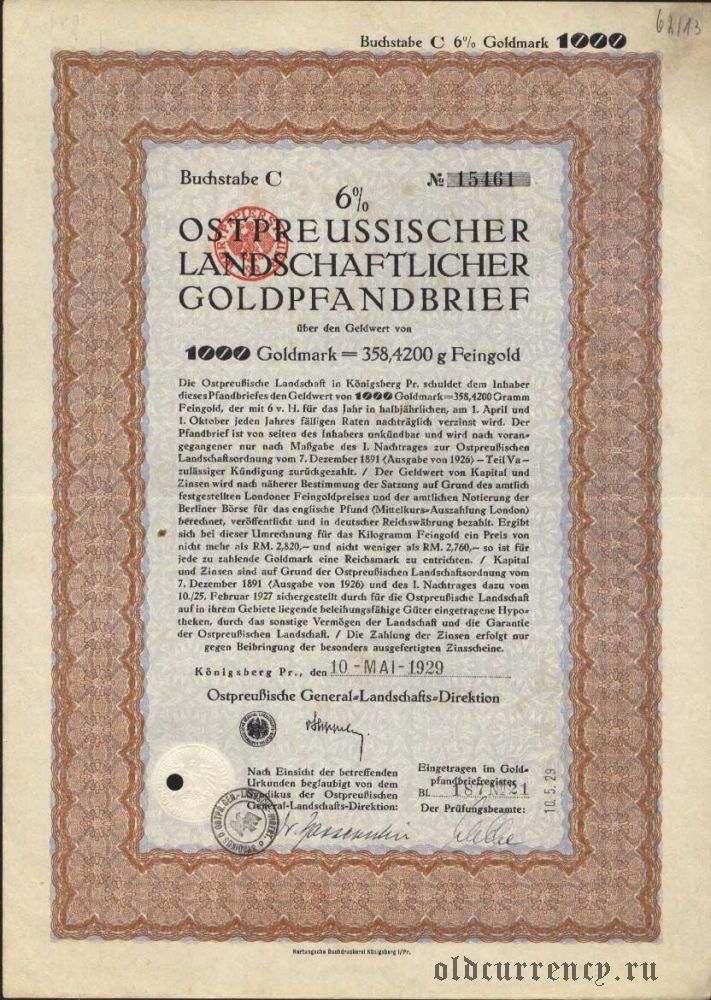 62/13
Buchstabe C 6% Goldmark 1000
Buchstabe C
№ 15461
6%
OSTPREUSSISCHER
LANDSCHAFTLICHER
GOLDPFANDBRIEF
über den Geldwert von
1000 Goldmark = 358,4200 g Feingold
Die Ostpreußische Landschaft in Königsberg Pr. schuldet dem Inhaber
dieses Pfandbriefes den Geldwert von 1000 Goldmark=358,4200 Gramm
Feingold, der mit 6 v. H. für das Jahr in halbjährlichen, am 1. April und
1. Oktober jeden Jahres fälligen Raten nachträglich verzinst wird. Der
Pfandbrief ist von seiten des Inhabers unkündbar und wird nach voran-
gegangener nur nach Maßgabe des I. Nachtrages zur Ostpreußischen
Landschaftsordnung vom 7. Dezember 1891 (Ausgabe von 1926) – Teil Va –
zulässiger Kündigung zurückgezahlt. / Der Geldwert von Kapital und
Zinsen wird nach näherer Bestimmung der Satzung auf Grund des amtlich
festgestellten Londoner Feingoldpreises und der amtlichen Notierung der
Berliner Börse für das englische Pfund (Mittelkurs-Auszahlung London)
berechnet, veröffentlicht und in deutscher Reichswährung bezahlt. Ergibt
sich bei dieser Umrechnung für das Kilogramm Feingold ein Preis von
nicht mehr als RM. 2,820,– und nicht weniger als RM. 2,760,– so ist für
jede zu zahlende Goldmark eine Reichsmark zu entrichten. / Kapital
und Zinsen sind auf Grund der Ostpreußischen Landschaftsordnung vom
7. Dezember 1891 (Ausgabe von 1926) und des I. Nachtrages dazu vom
10./25. Februar 1927 sichergestellt durch für die Ostpreußische Landschaft
auf in ihrem Gebiete liegende beleihungsfähige Güter eingetragene Hypo-
theken, durch das sonstige Vermögen der Landschaft und die Garantie
der Ostpreußischen Landschaft. / Die Zahlung der Zinsen erfolgt nur
gegen Beibringung der besonders ausgefertigten Zinsscheine.
Königsberg Pr., den 10-MAI-1929
Ostpreußische General-Landschafts-Direktion
Nach Einsicht der betreffenden
Urkunden beglaubigt von dem
Syndikus der Ostpreußischen
General-Landschafts-Direktion:
Eingetragen im Gold-
pfandbriefregister
Bl.
Der Prüfungsbeamte:
10.5.29
Hartungsche Buchdruckerei Königsberg i/Pr.
oldcurrency.ru